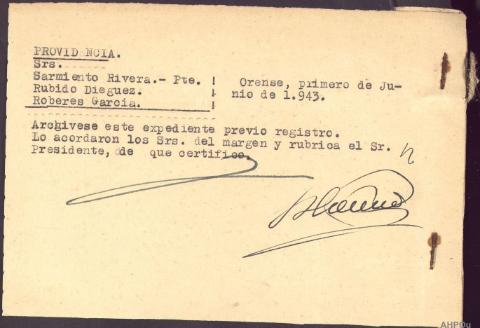 PROVIDENCIA.
Srs.
Sarmiento Rivera.- Pte.
Rubido Dieguez.
Roberes Garcia.
Orense, primero de Ju-
nio de 1.943.
Archivese este expediente previo registro.
Lo acordaron los Srs. del margen y rubrica el Sr.
Presidente, de que certifico.
AHPOu